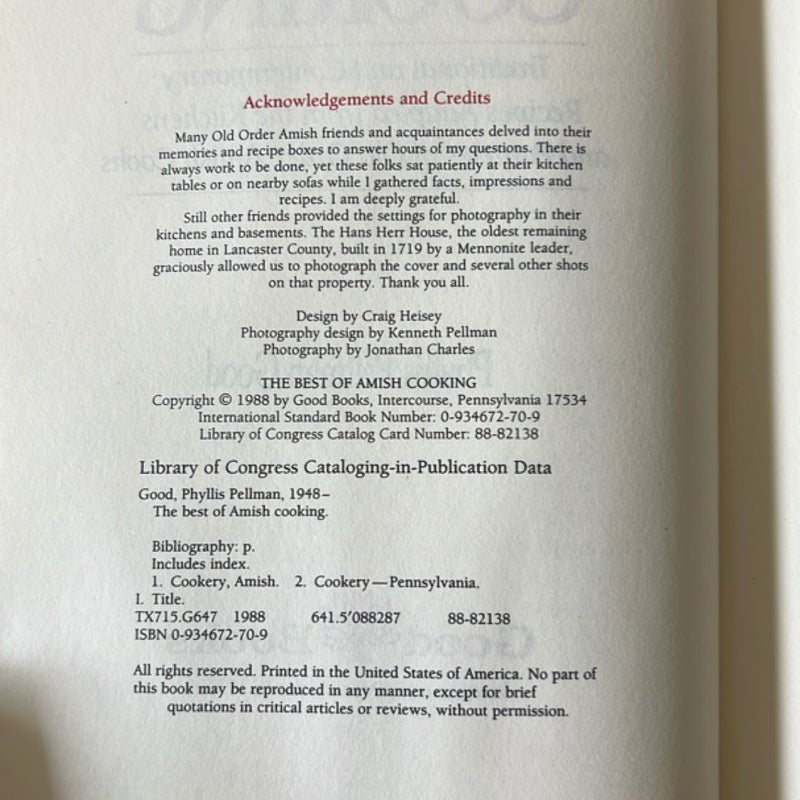 Acknowledgements and Credits
Many Old Order Amish friends and acquaintances delved into their
memories and recipe boxes to answer hours of my questions. There is
always work to be done, yet these folks sat patiently at their kitchen
tables or on nearby sofas while I gathered facts, impressions and
recipes. I am deeply grateful.
Still other friends provided the settings for photography in their
kitchens and basements. The Hans Herr House, the oldest remaining
home in Lancaster County, built in 1719 by a Mennonite leader,
graciously allowed us to photograph the cover and several other shots
on that property. Thank you all.
Design by Craig Heisey
Photography design by Kenneth Pellman
Photography by Jonathan Charles
THE BEST OF AMISH COOKING
Copyright © 1988 by Good Books, Intercourse, Pennsylvania 17534
International Standard Book Number: 0-934672-70-9
Library of Congress Catalog Card Number: 88-82138
Library of Congress Cataloging-in-Publication Data
Good, Phyllis Pellman, 1948–
The best of Amish cooking.
Bibliography: p.
Includes index.
1. Cookery, Amish. 2. Cookery—Pennsylvania.
I. Title.
TX715.G647 1988 641.5′088287 88-82138
ISBN 0-934672-70-9
All rights reserved. Printed in the United States of America. No part of
this book may be reproduced in any manner, except for brief
quotations in critical articles or reviews, without permission.